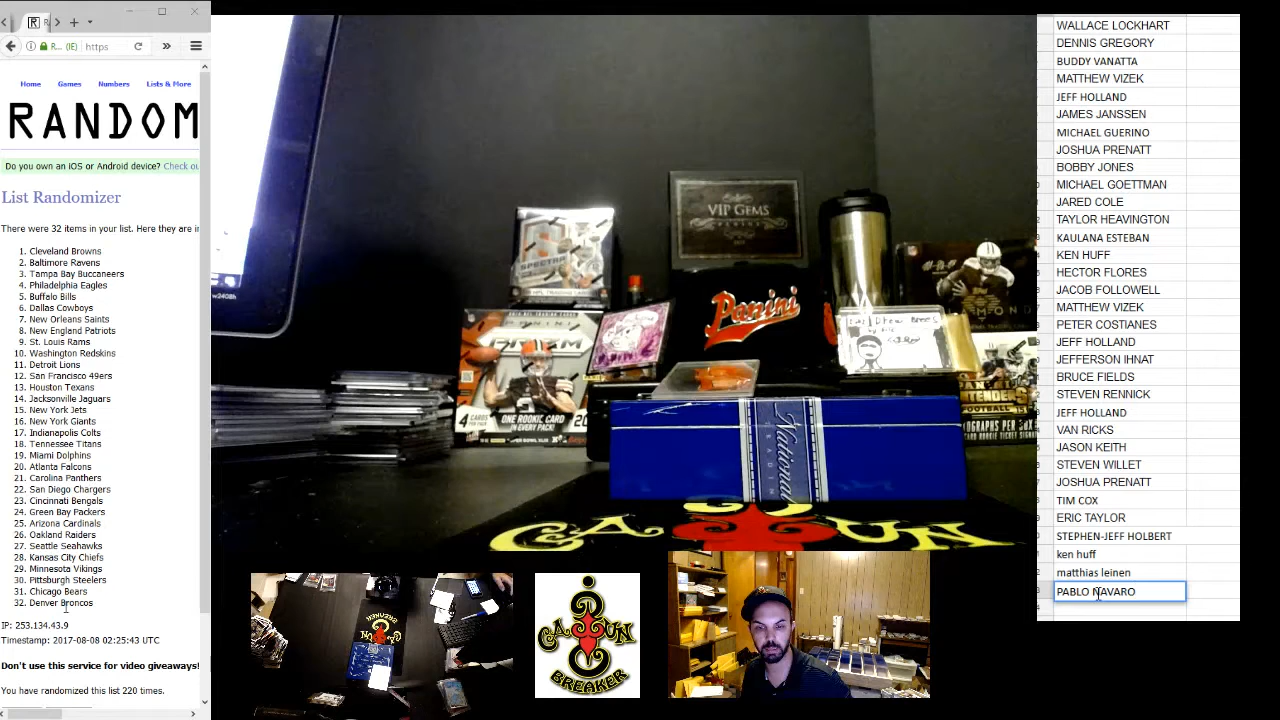 R
https
Home Games Numbers Lists & More
RANDOM
Do you own an iOS or Android device? Check ou
List Randomizer
There were 32 items in your list. Here they are i
1. Cleveland Browns
2. Baltimore Ravens
3. Tampa Bay Buccaneers
4. Philadelphia Eagles
5. Buffalo Bills
6. Dallas Cowboys
7. New Orleans Saints
8. New England Patriots
9. St. Louis Rams
10. Washington Redskins
11. Detroit Lions
12. San Francisco 49ers
13. Houston Texans
14. Jacksonville Jaguars
15. New York Jets
16. New York Giants
17. Indianapolis Colts
18. Tennessee Titans
19. Miami Dolphins
20. Atlanta Falcons
21. Carolina Panthers
22. San Diego Chargers
23. Cincinnati Bengals
24. Green Bay Packers
25. Arizona Cardinals
26. Oakland Raiders
27. Seattle Seahawks
28. Kansas City Chiefs
29. Minnesota Vikings
30. Pittsburgh Steelers
31. Chicago Bears
32. Denver Broncos
IP: 253.134.43.9
Timestamp: 2017-08-08 02:25:43 UTC
Don't use this service for video giveaways!
You have randomized this list 220 times.
VIP GEMS
SPECTRA
Panini
PANINI
PRIZM
4 CARDS
ONE ROOKIE CARD
IN EVERY PACK!
20
CONTENDERS
FOOTBALL
National
CAJUN
CAJUN
BREAKER
WALLACE LOCKHART
DENNIS GREGORY
BUDDY VANATTA
MATTHEW VIZEK
JEFF HOLLAND
JAMES JANSSEN
MICHAEL GUERINO
JOSHUA PRENATT
BOBBY JONES
MICHAEL GOETTMAN
JARED COLE
TAYLOR HEAVINGTON
KAULANA ESTEBAN
KEN HUFF
HECTOR FLORES
JACOB FOLLOWELL
MATTHEW VIZEK
PETER COSTIANES
JEFF HOLLAND
JEFFERSON IHNAT
BRUCE FIELDS
STEVEN RENNICK
JEFF HOLLAND
VAN RICKS
JASON KEITH
STEVEN WILLET
JOSHUA PRENATT
TIM COX
ERIC TAYLOR
STEPHEN-JEFF HOLBERT
ken huff
matthias leinen
PABLO NAVARO